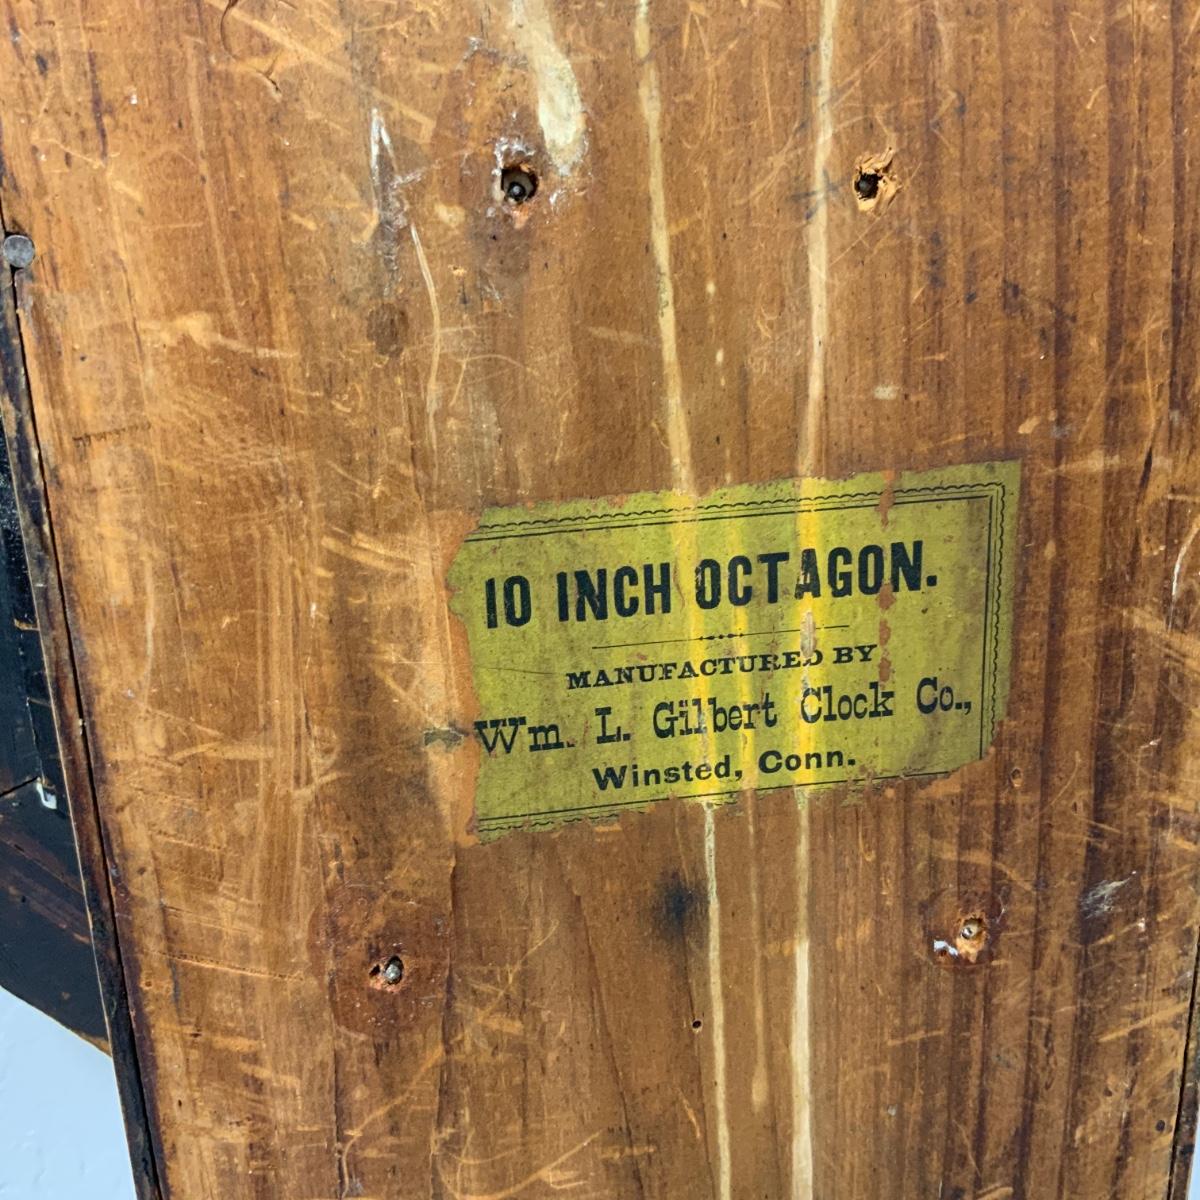 10 INCH OCTAGON.
MANUFACTURED BY
Wm. L. Gilbert Clock Co.,
Winsted, Conn.